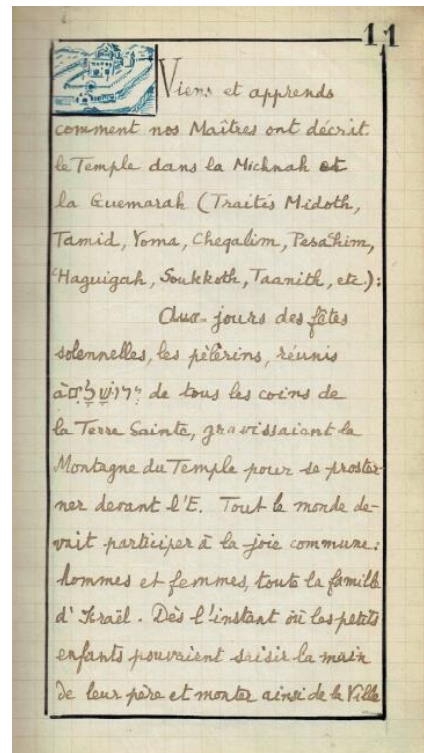 11
Viens et apprends
comment nos Maîtres ont décrit
le Temple dans la Michnah et
la Guemarah (Traités Midoth,
Tamid, Yoma, Cheqalim, Pesa'him,
'Haguigah, Soukkoth, Taanith, etc.):
Aux jours des fêtes
solennelles, les pèlerins, réunis
à יְרוּשָׁלַיִם de tous les coins de
la Terre Sainte, gravissaient la
Montagne du Temple pour se proster-
ner devant l'E. Tout le monde de-
vait participer à la joie commune:
hommes et femmes, toute la famille
d'Israël. Dès l'instant où les petits
enfants pouvaient saisir la main
de leur père et monter ainsi de la Ville